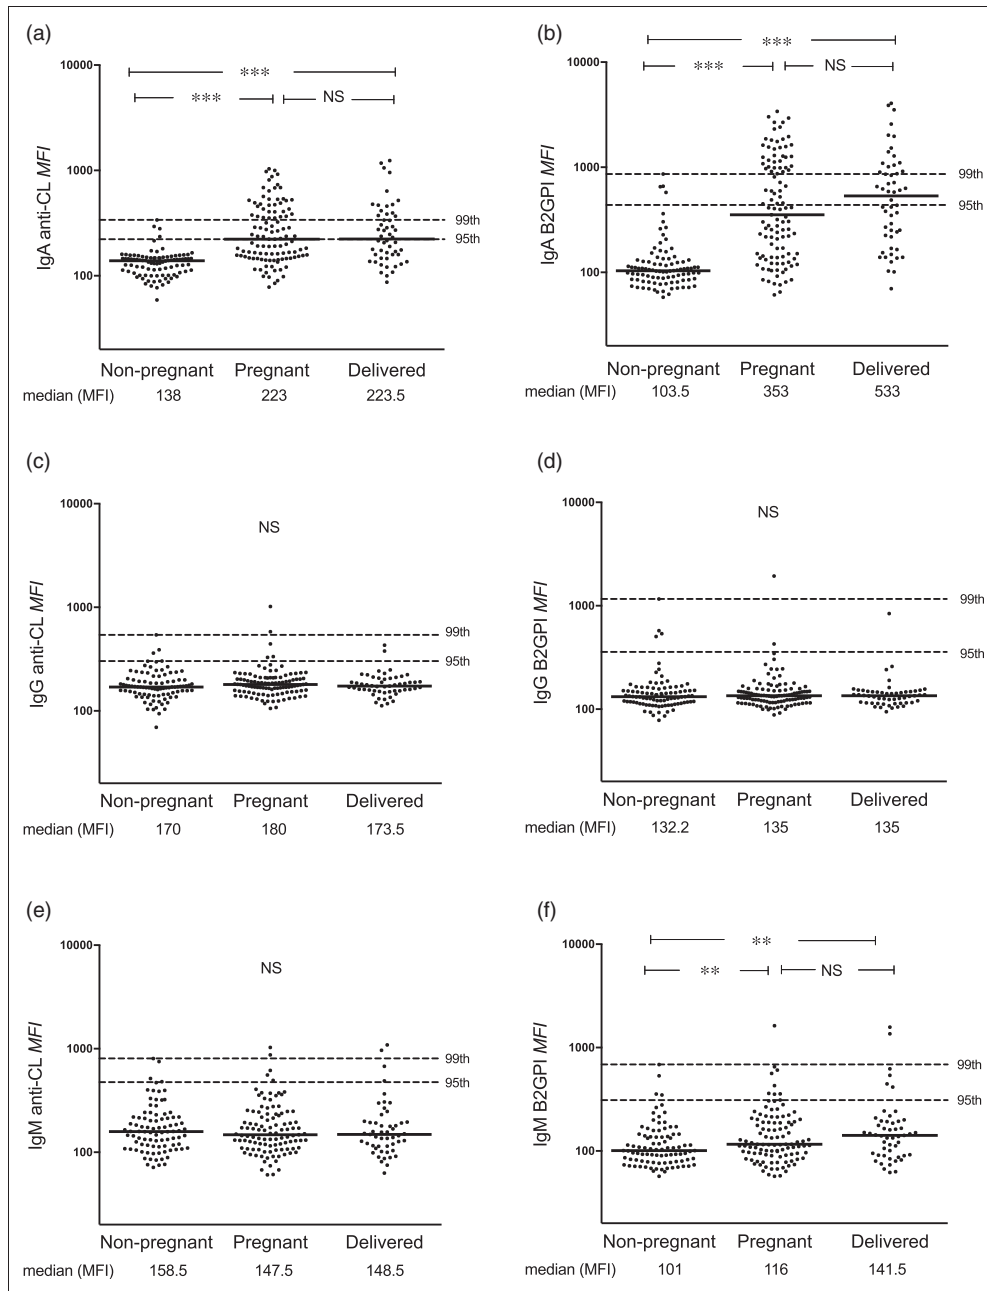 (a)
10000
1000
100
IgA anti-CL MFI
***
***
NS
99th
95th
Non-pregnant Pregnant Delivered
median (MFI) 138 223 223.5
(b)
10000
1000
100
IgA B2GPI MFI
***
***
NS
99th
95th
Non-pregnant Pregnant Delivered
median (MFI) 103.5 353 533
(c)
10000
1000
100
IgG anti-CL MFI
NS
99th
95th
Non-pregnant Pregnant Delivered
median (MFI) 170 180 173.5
(d)
10000
1000
100
IgG B2GPI MFI
NS
99th
95th
Non-pregnant Pregnant Delivered
median (MFI) 132.2 135 135
(e)
10000
1000
100
IgM anti-CL MFI
NS
99th
95th
Non-pregnant Pregnant Delivered
median (MFI) 158.5 147.5 148.5
(f)
10000
1000
100
IgM B2GPI MFI
**
**
NS
99th
95th
Non-pregnant Pregnant Delivered
median (MFI) 101 116 141.5